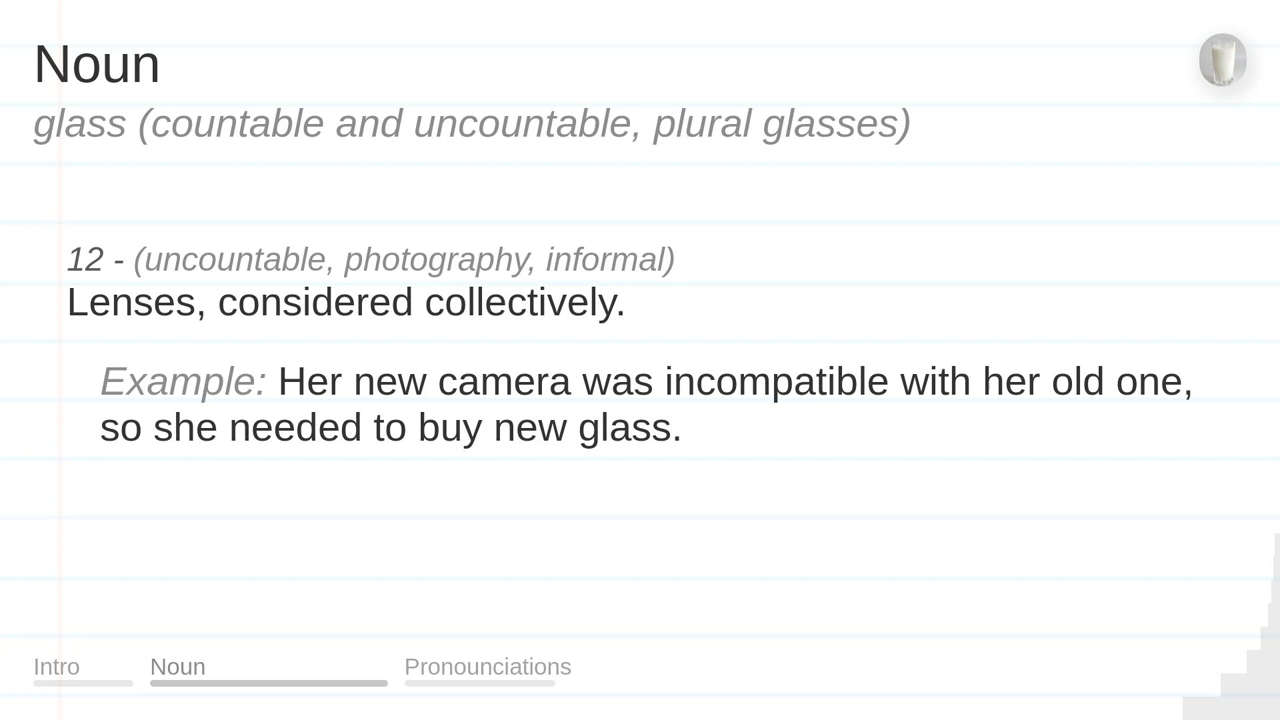 Noun
glass (countable and uncountable, plural glasses)
12 - (uncountable, photography, informal)
Lenses, considered collectively.
Example: Her new camera was incompatible with her old one,
so she needed to buy new glass.
Intro
Noun
Pronounciations